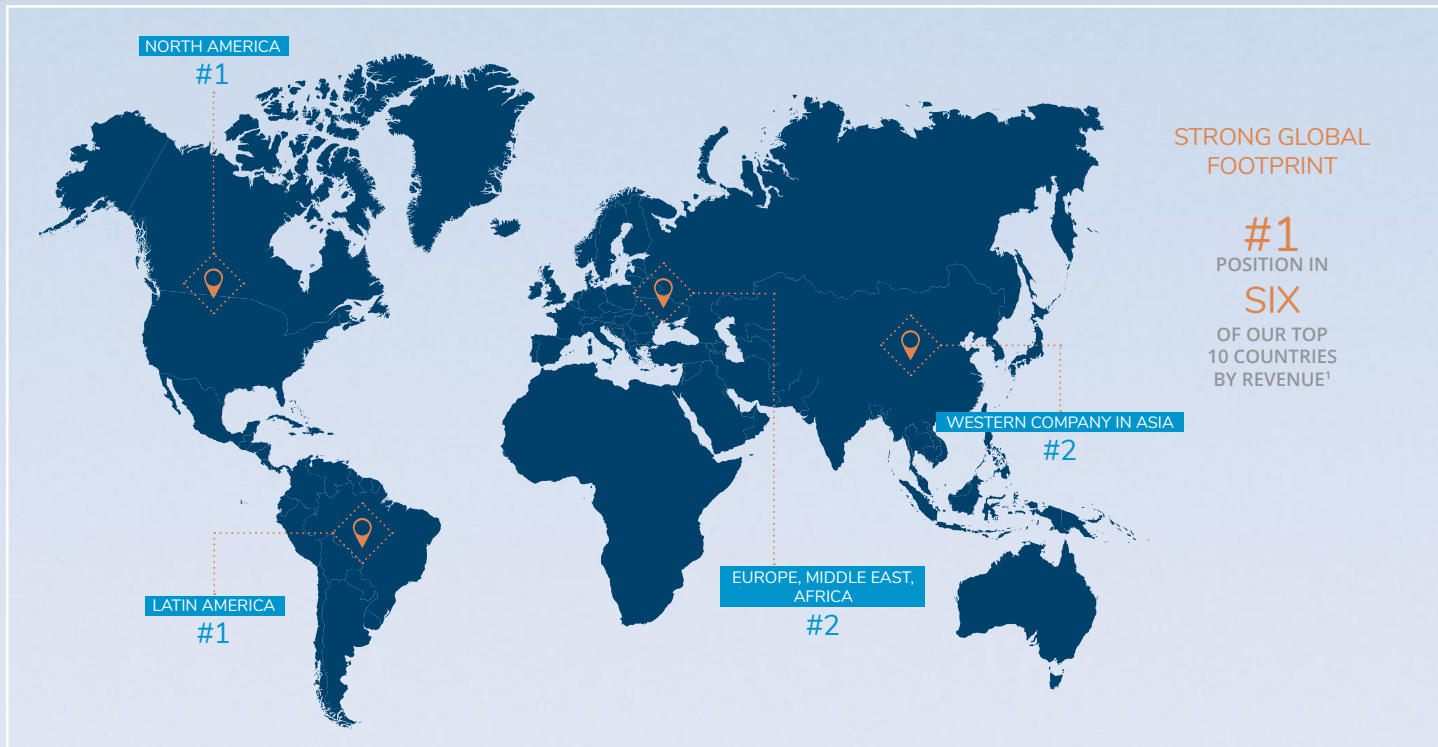 NORTH AMERICA
#1
STRONG GLOBAL
FOOTPRINT
#1
POSITION IN
SIX
OF OUR TOP
10 COUNTRIES
BY REVENUE¹
WESTERN COMPANY IN ASIA
#2
EUROPE, MIDDLE EAST,
AFRICA
#2
LATIN AMERICA
#1